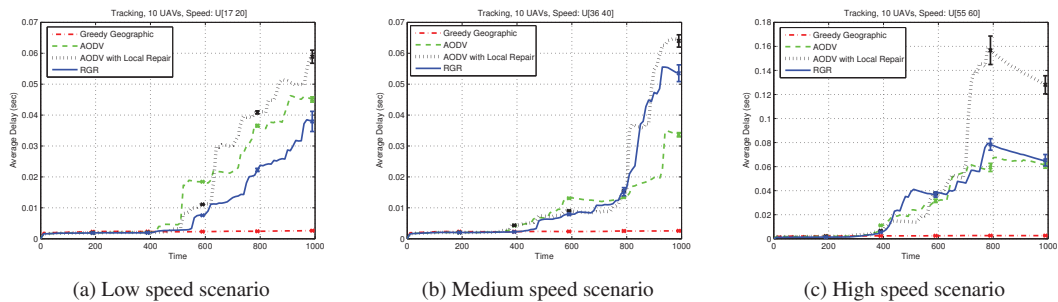 Tracking, 10 UAVs, Speed: U[17 20]
0.07
0.06
0.05
0.04
0.03
0.02
0.01
0
Average Delay (sec)
Greedy Geographic
AODV
AODV with Local Repair
RGR
0
200
400
600
800
1000
Time
(a) Low speed scenario
Tracking, 10 UAVs, Speed: U[36 40]
0.07
0.06
0.05
0.04
0.03
0.02
0.01
0
Average Delay (sec)
Greedy Geographic
AODV
AODV with Local Repair
RGR
0
200
400
600
800
1000
Time
(b) Medium speed scenario
Tracking, 10 UAVs, Speed: U[55 60]
0.18
0.16
0.14
0.12
0.1
0.08
0.06
0.04
0.02
0
Average Delay (sec)
Greedy Geographic
AODV
AODV with Local Repair
RGR
0
200
400
600
800
1000
Time
(c) High speed scenario